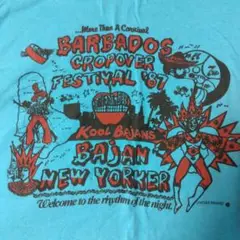 ...More Than A Carnival
BARBADOS
CROPOVER
FESTIVAL '87
KOOL BAJANS
BAJAN
NEW YORKER
Welcome to the rhythm of the night.